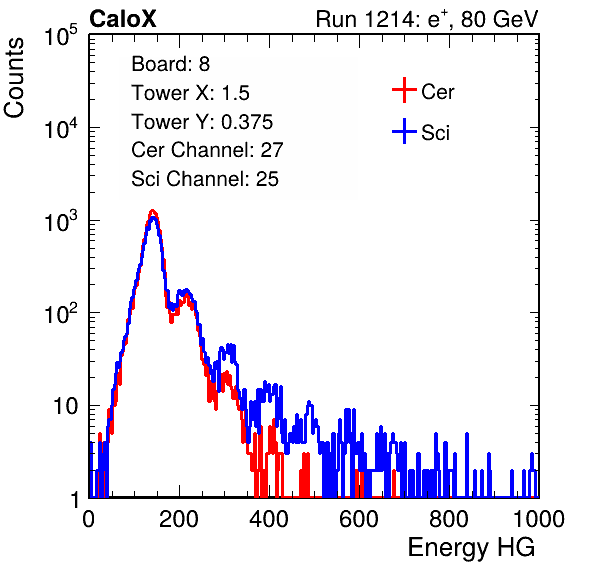 CaloX Run 1214: e⁺, 80 GeV
Board: 8
Tower X: 1.5
Tower Y: 0.375
Cer Channel: 27
Sci Channel: 25
Cer
Sci
Counts
10⁵
10⁴
10³
10²
10
1
0 200 400 600 800 1000
Energy HG